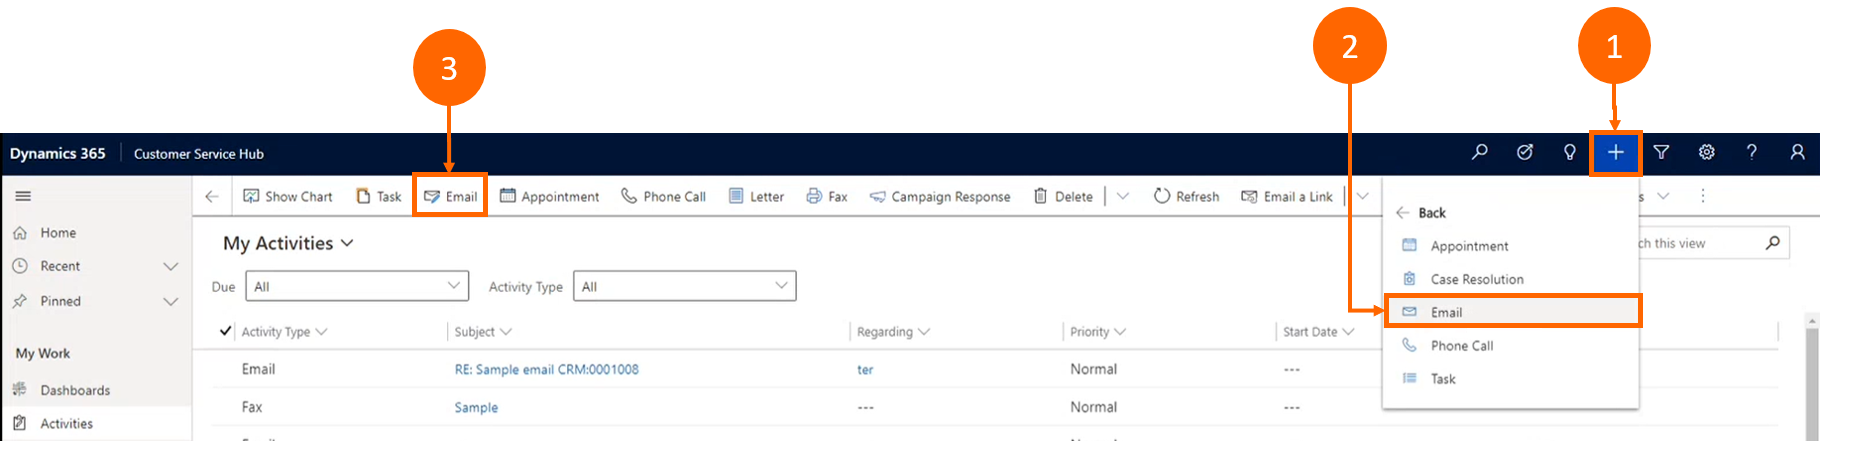 3
2
1
Dynamics 365 Customer Service Hub
Show Chart Task Email Appointment Phone Call Letter Fax Campaign Response Delete Refresh Email a Link s
Back
Home
My Activities
ch this view
Appointment
Recent
Case Resolution
Due All Activity Type All
Pinned
Email
Activity Type Subject Regarding Priority Start Date
Phone Call
My Work
Email RE: Sample email CRM:0001008 ter Normal ---
Task
Dashboards
Fax Sample --- Normal ---
Activities